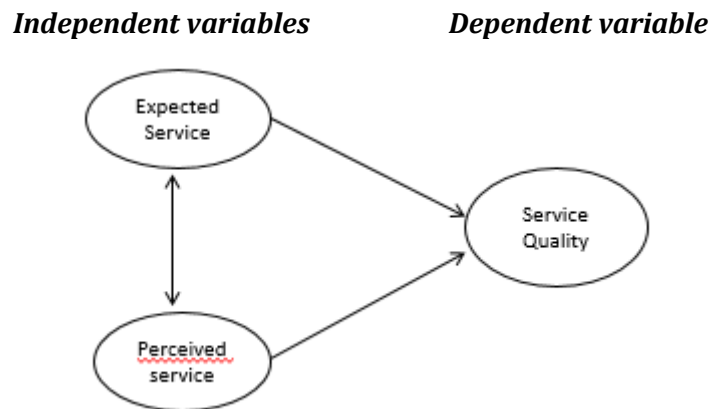 Independent variables
Dependent variable
Expected
Service
Service
Quality
Perceived
service